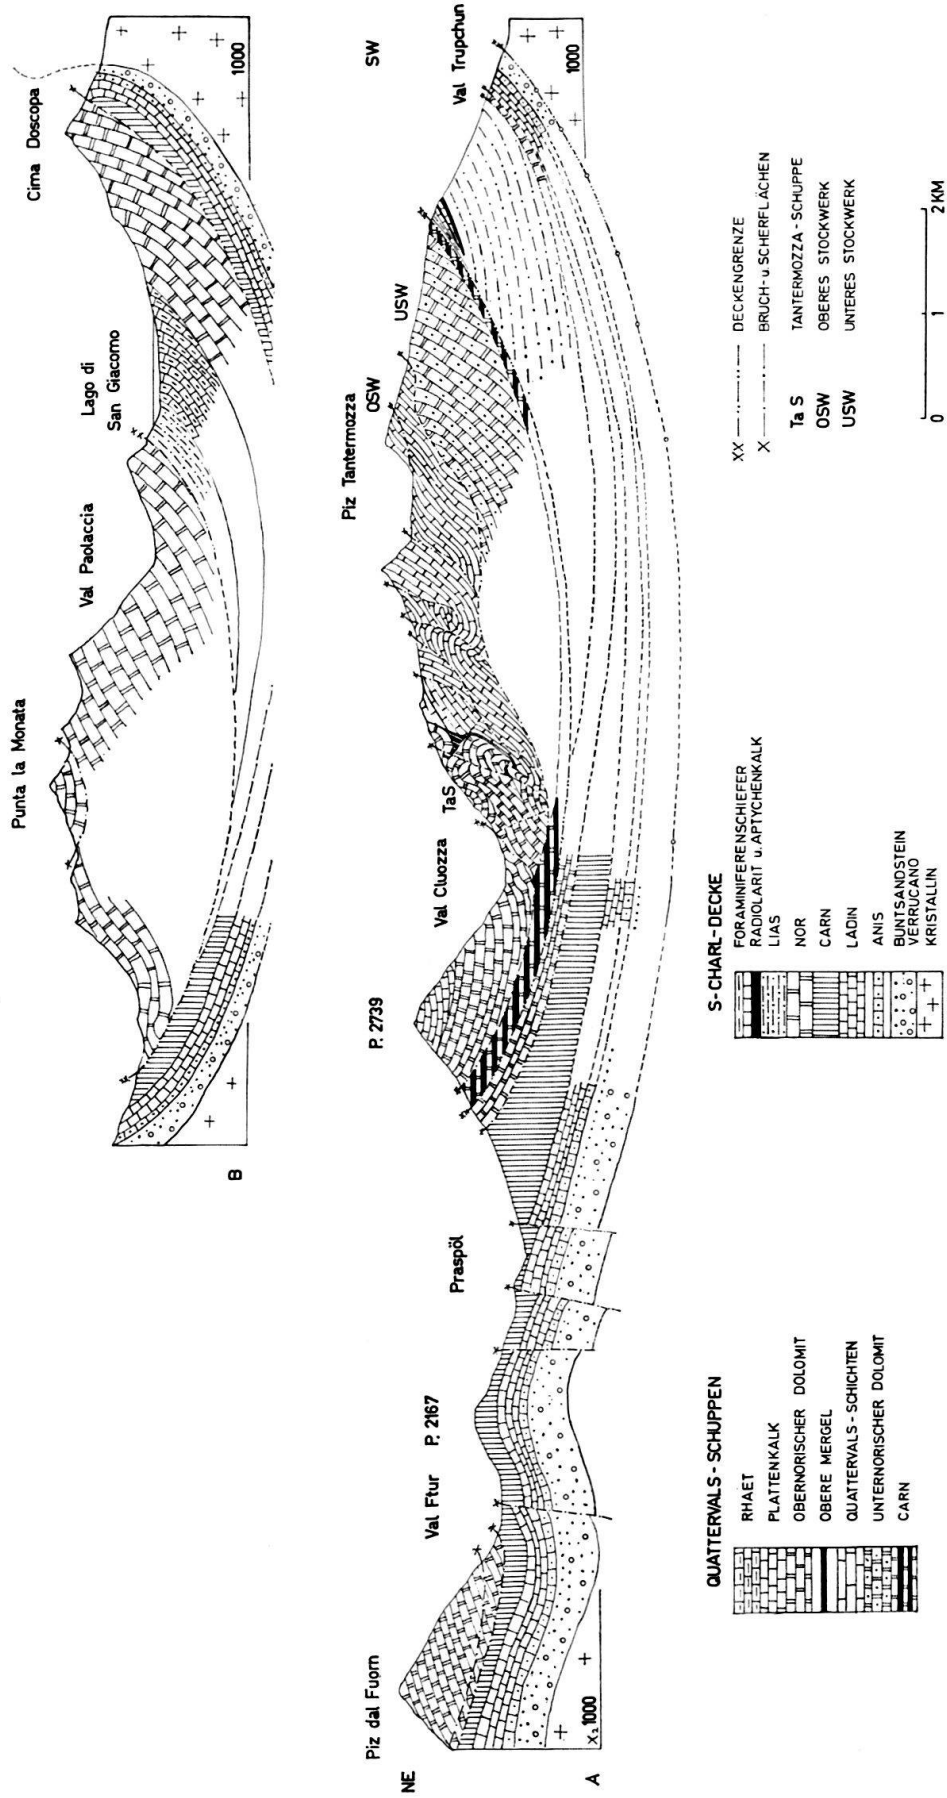 Punta la Monata
Val Paolaccia
Lago di
San Giacomo
Cima Doscopa
1000
B
NE
SW
Piz dal Fuorn
Val Ftur
P. 2167
Praspöl
P. 2739
Val Cluozza
TaS
Piz Tantermozza
OSW
USW
Val Trupchun
1000
1000
A
QUATTERVALS - SCHUPPEN
RHAET
PLATTENKALK
OBERNORISCHER DOLOMIT
OBERE MERGEL
QUATTERVALS - SCHICHTEN
UNTERNORISCHER DOLOMIT
CARN
S-CHARL-DECKE
FORAMINIFERENSCHIEFER
RADIOLARIT u. APTYCHENKALK
LIAS
NOR
CARN
LADIN
ANIS
BUNTSANDSTEIN
VERRUCANO
KRISTALLIN
XX DECKENGRENZE
X BRUCH- u. SCHERFLÄCHEN
Ta S TANTERMOZZA - SCHUPPE
OSW OBERES STOCKWERK
USW UNTERES STOCKWERK
0 1 2 KM